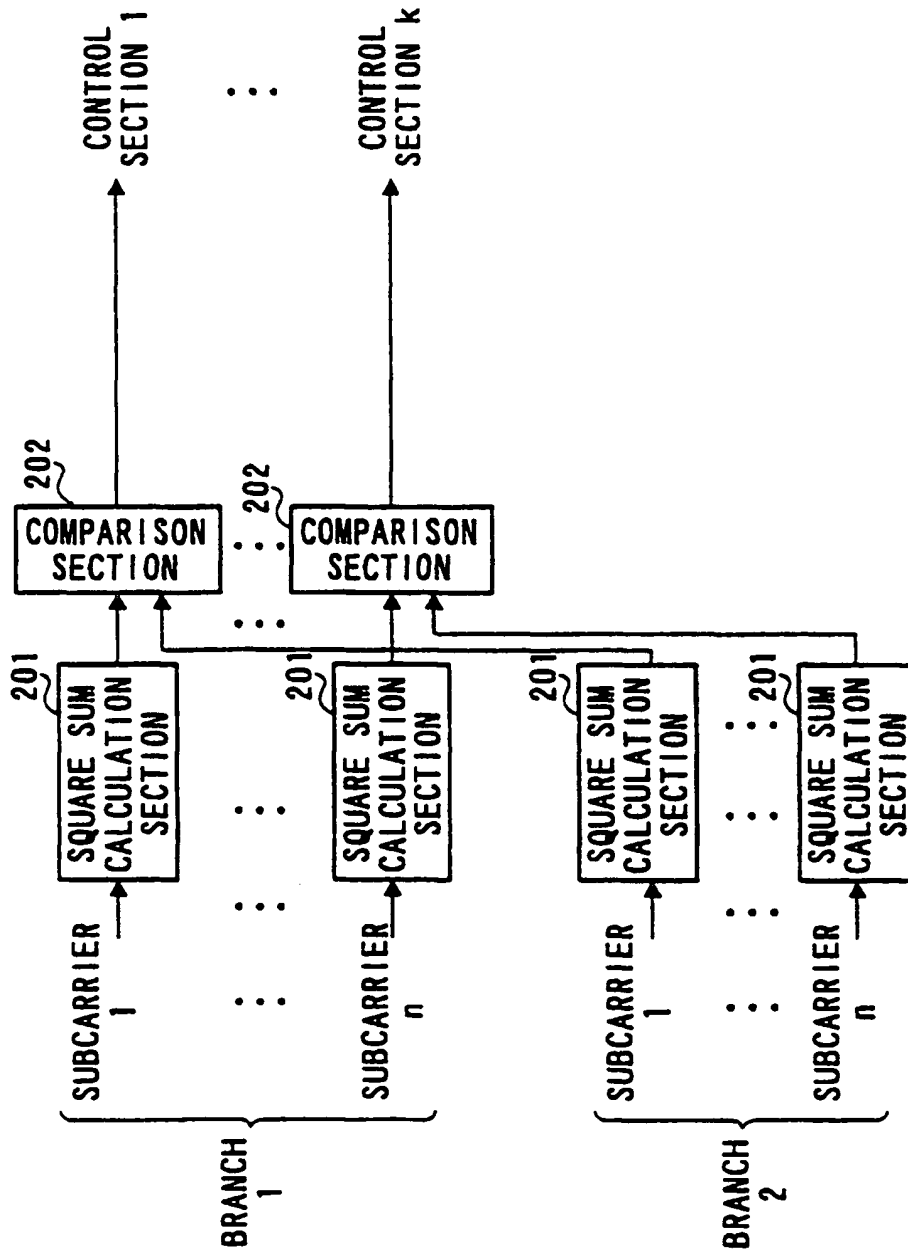 BRANCH
1
SUBCARRIER
1
201
SQUARE SUM
CALCULATION
SECTION
202
COMPARISON
SECTION
CONTROL
SECTION 1
...
...
...
...
...
...
SUBCARRIER
n
201
SQUARE SUM
CALCULATION
SECTION
202
COMPARISON
SECTION
CONTROL
SECTION k
BRANCH
2
SUBCARRIER
1
201
SQUARE SUM
CALCULATION
SECTION
...
...
...
...
SUBCARRIER
n
201
SQUARE SUM
CALCULATION
SECTION